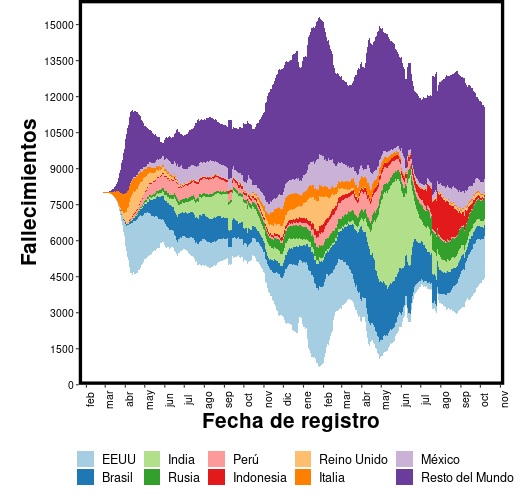 Fallecimientos
15000
13500
12000
10500
9000
7500
6000
4500
3000
1500
0
feb mar abr may jun jul ago sep oct nov dic ene feb mar abr may jun jul ago sep oct nov
Fecha de registro
EEUU India Perú Reino Unido México
Brasil Rusia Indonesia Italia Resto del Mundo